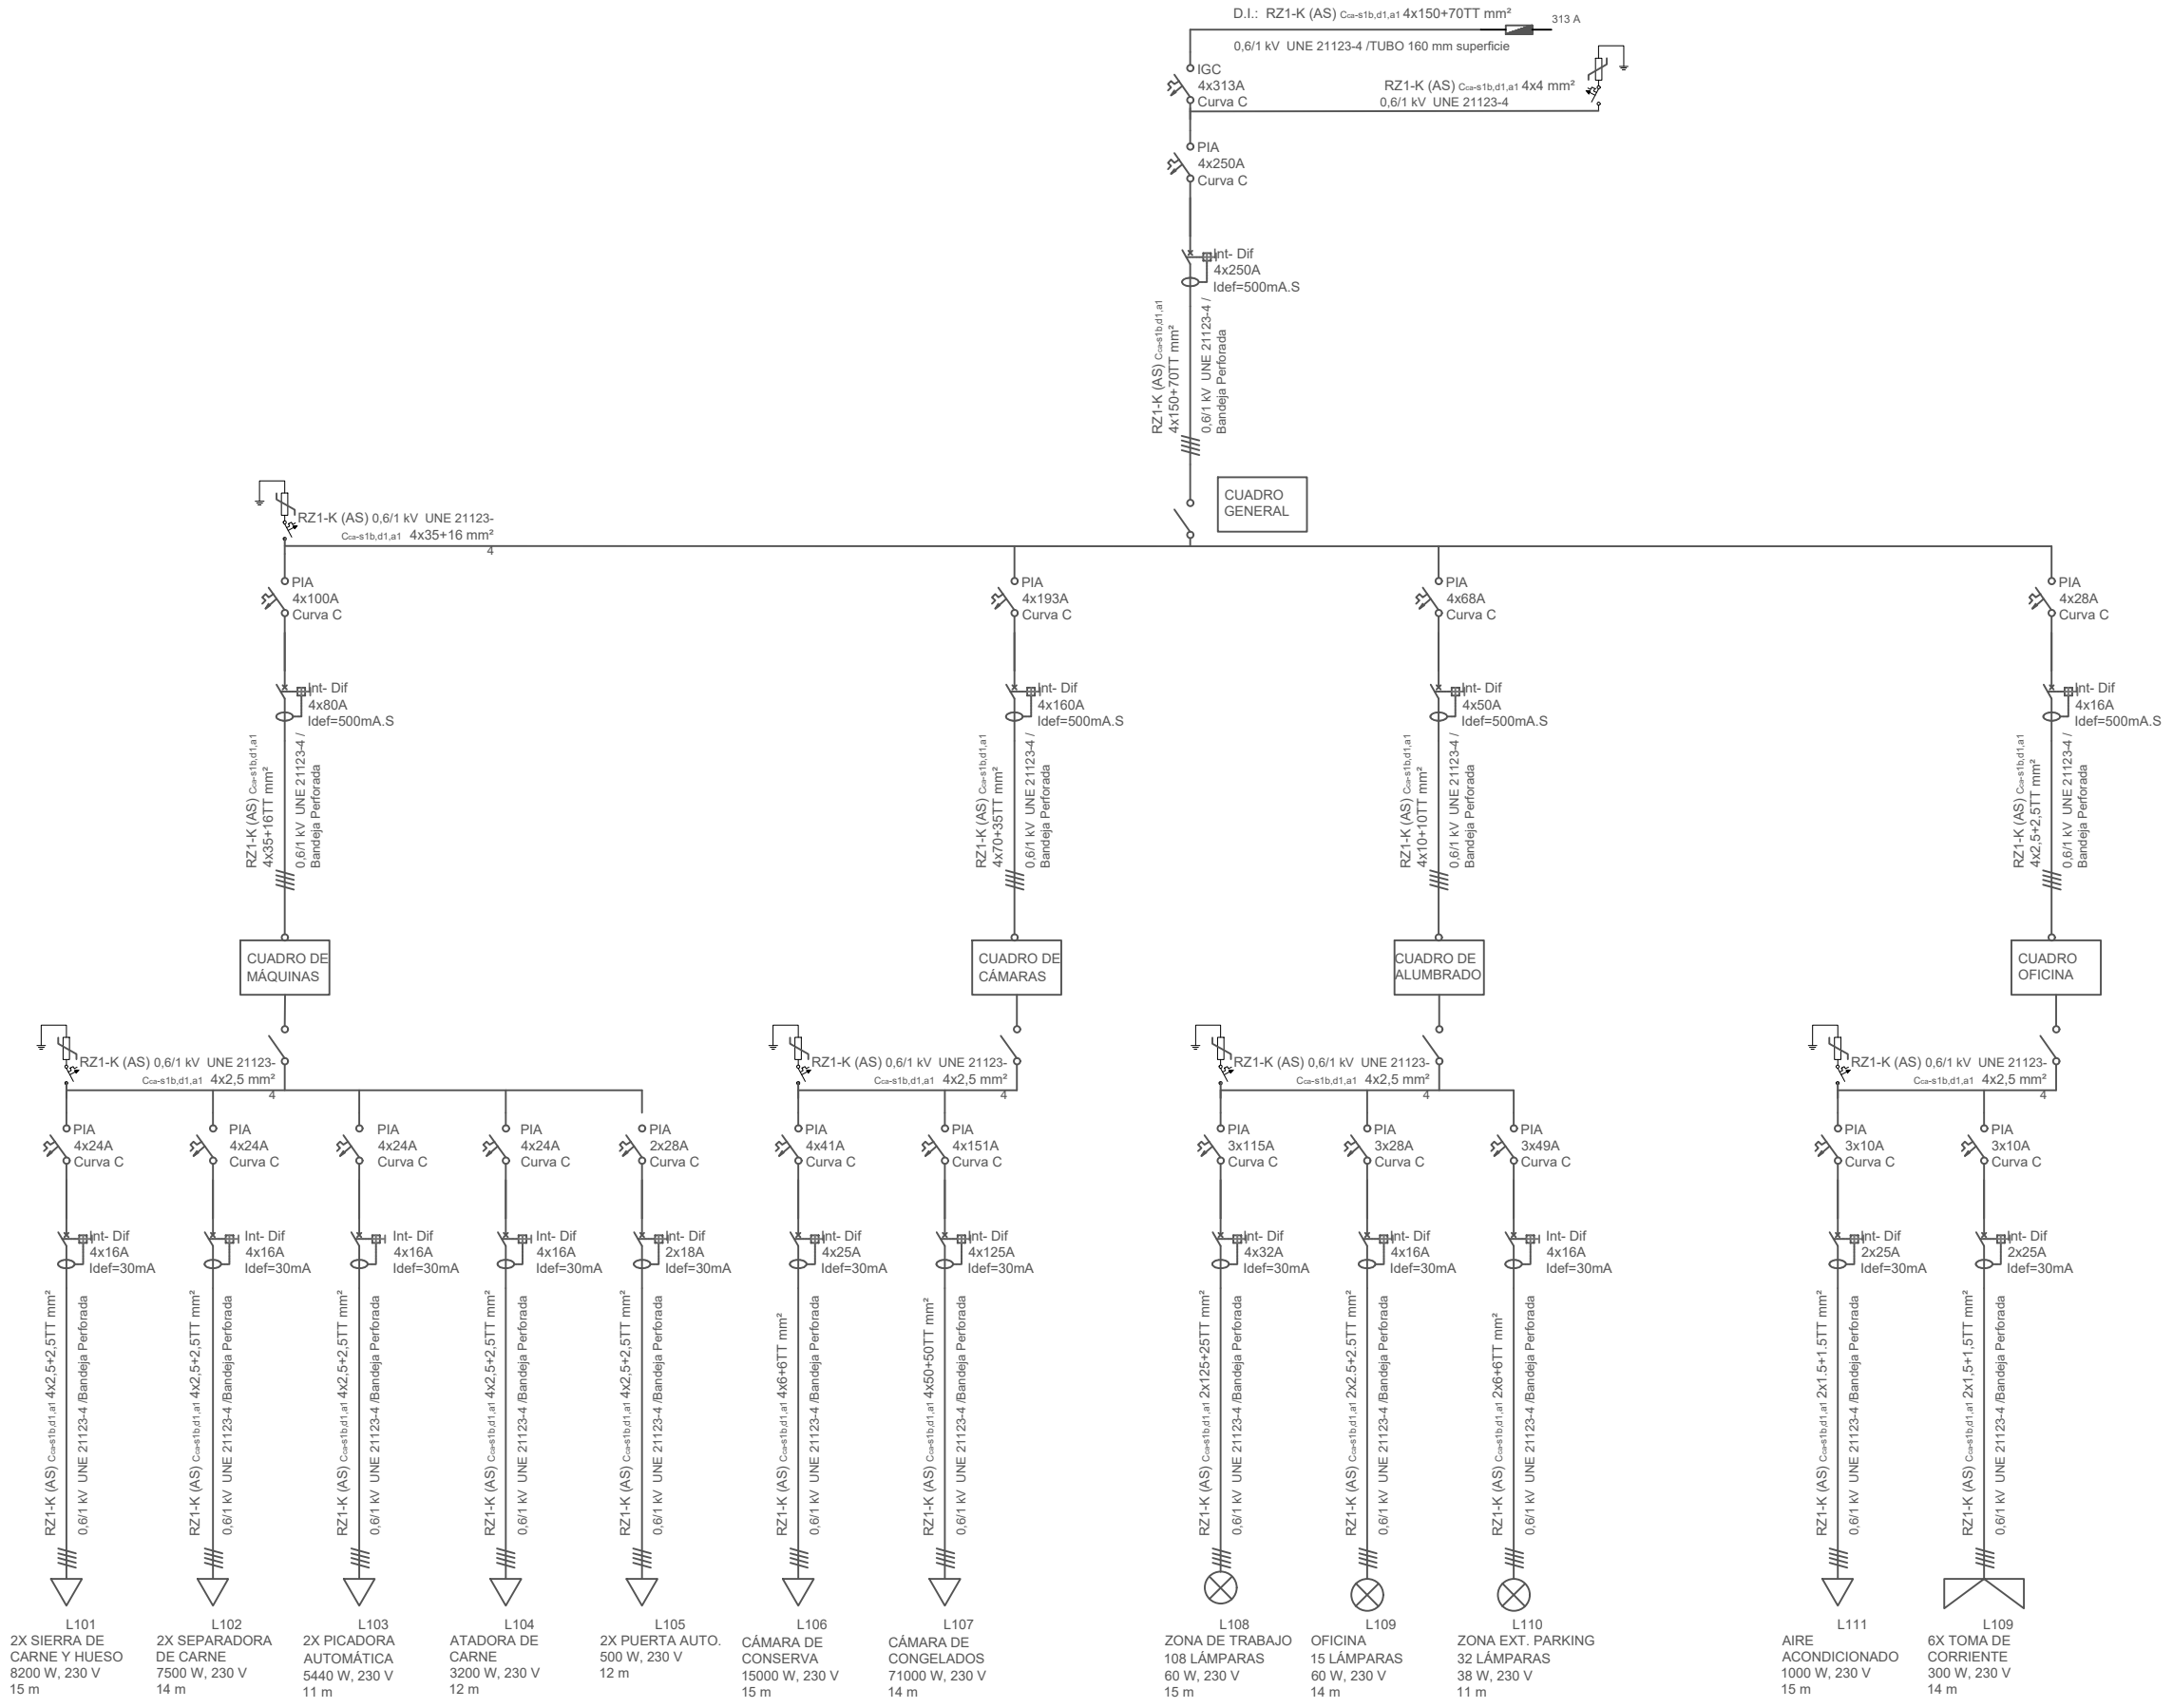 D.I.: RZ1-K (AS) Cca-s1b,d1,a1 4x150+70TT mm²
313 A
0,6/1 kV UNE 21123-4 /TUBO 160 mm superficie
IGC
4x313A
Curva C
RZ1-K (AS) Cca-s1b,d1,a1 4x4 mm²
0,6/1 kV UNE 21123-4
PIA
4x250A
Curva C
Int- Dif
4x250A
Idef=500mA.S
RZ1-K (AS) Cca-s1b,d1,a1
4x150+70TT mm²
0,6/1 kV UNE 21123-4 /
Bandeja Perforada
CUADRO
GENERAL
RZ1-K (AS) 0,6/1 kV UNE 21123-
Cca-s1b,d1,a1 4x35+16 mm²
4
PIA
4x100A
Curva C
Int- Dif
4x80A
Idef=500mA.S
RZ1-K (AS) Cca-s1b,d1,a1
4x35+16TT mm²
0,6/1 kV UNE 21123-4 /
Bandeja Perforada
CUADRO DE
MÁQUINAS
PIA
4x193A
Curva C
Int- Dif
4x160A
Idef=500mA.S
RZ1-K (AS) Cca-s1b,d1,a1
4x70+35TT mm²
0,6/1 kV UNE 21123-4 /
Bandeja Perforada
CUADRO DE
CÁMARAS
PIA
4x68A
Curva C
Int- Dif
4x50A
Idef=500mA.S
RZ1-K (AS) Cca-s1b,d1,a1
4x10+10TT mm²
0,6/1 kV UNE 21123-4 /
Bandeja Perforada
CUADRO DE
ALUMBRADO
PIA
4x28A
Curva C
Int- Dif
4x16A
Idef=500mA.S
RZ1-K (AS) Cca-s1b,d1,a1
4x2,5+2,5TT mm²
0,6/1 kV UNE 21123-4 /
Bandeja Perforada
CUADRO
OFICINA
RZ1-K (AS) 0,6/1 kV UNE 21123-
Cca-s1b,d1,a1 4x2,5 mm²
4
PIA
4x24A
Curva C
Int- Dif
4x16A
Idef=30mA
RZ1-K (AS) Cca-s1b,d1,a1 4x2,5+2,5TT mm²
0,6/1 kV UNE 21123-4 /Bandeja Perforada
L101
2X SIERRA DE
CARNE Y HUESO
8200 W, 230 V
15 m
PIA
4x24A
Curva C
Int- Dif
4x16A
Idef=30mA
RZ1-K (AS) Cca-s1b,d1,a1 4x2,5+2,5TT mm²
0,6/1 kV UNE 21123-4 /Bandeja Perforada
L102
2X SEPARADORA
DE CARNE
7500 W, 230 V
14 m
PIA
4x24A
Curva C
Int- Dif
4x16A
Idef=30mA
RZ1-K (AS) Cca-s1b,d1,a1 4x2,5+2,5TT mm²
0,6/1 kV UNE 21123-4 /Bandeja Perforada
L103
2X PICADORA
AUTOMÁTICA
5440 W, 230 V
11 m
PIA
4x24A
Curva C
Int- Dif
4x16A
Idef=30mA
RZ1-K (AS) Cca-s1b,d1,a1 4x2,5+2,5TT mm²
0,6/1 kV UNE 21123-4 /Bandeja Perforada
L104
ATADORA DE
CARNE
3200 W, 230 V
12 m
PIA
2x28A
Curva C
Int- Dif
2x18A
Idef=30mA
RZ1-K (AS) Cca-s1b,d1,a1 4x2,5+2,5TT mm²
0,6/1 kV UNE 21123-4 /Bandeja Perforada
L105
2X PUERTA AUTO.
500 W, 230 V
12 m
RZ1-K (AS) 0,6/1 kV UNE 21123-
Cca-s1b,d1,a1 4x2,5 mm²
4
PIA
4x41A
Curva C
Int- Dif
4x25A
Idef=30mA
RZ1-K (AS) Cca-s1b,d1,a1 4x6+6TT mm²
0,6/1 kV UNE 21123-4 /Bandeja Perforada
L106
CÁMARA DE
CONSERVA
15000 W, 230 V
15 m
PIA
4x151A
Curva C
Int- Dif
4x125A
Idef=30mA
RZ1-K (AS) Cca-s1b,d1,a1 4x50+50TT mm²
0,6/1 kV UNE 21123-4 /Bandeja Perforada
L107
CÁMARA DE
CONGELADOS
71000 W, 230 V
14 m
RZ1-K (AS) 0,6/1 kV UNE 21123-
Cca-s1b,d1,a1 4x2,5 mm²
4
PIA
3x115A
Curva C
Int- Dif
4x32A
Idef=30mA
RZ1-K (AS) Cca-s1b,d1,a1 2x125+25TT mm²
0,6/1 kV UNE 21123-4 /Bandeja Perforada
L108
ZONA DE TRABAJO
108 LÁMPARAS
60 W, 230 V
15 m
PIA
3x28A
Curva C
Int- Dif
4x16A
Idef=30mA
RZ1-K (AS) Cca-s1b,d1,a1 2x2.5+2.5TT mm²
0,6/1 kV UNE 21123-4 /Bandeja Perforada
L109
OFICINA
15 LÁMPARAS
60 W, 230 V
14 m
PIA
3x49A
Curva C
Int- Dif
4x16A
Idef=30mA
RZ1-K (AS) Cca-s1b,d1,a1 2x6+6TT mm²
0,6/1 kV UNE 21123-4 /Bandeja Perforada
L110
ZONA EXT. PARKING
32 LÁMPARAS
38 W, 230 V
11 m
RZ1-K (AS) 0,6/1 kV UNE 21123-
Cca-s1b,d1,a1 4x2,5 mm²
4
PIA
3x10A
Curva C
Int- Dif
2x25A
Idef=30mA
RZ1-K (AS) Cca-s1b,d1,a1 2x1.5+1.5TT mm²
0,6/1 kV UNE 21123-4 /Bandeja Perforada
L111
AIRE
ACONDICIONADO
1000 W, 230 V
15 m
PIA
3x10A
Curva C
Int- Dif
2x25A
Idef=30mA
RZ1-K (AS) Cca-s1b,d1,a1 2x1,5+1,5TT mm²
0,6/1 kV UNE 21123-4 /Bandeja Perforada
L109
6X TOMA DE
CORRIENTE
300 W, 230 V
14 m